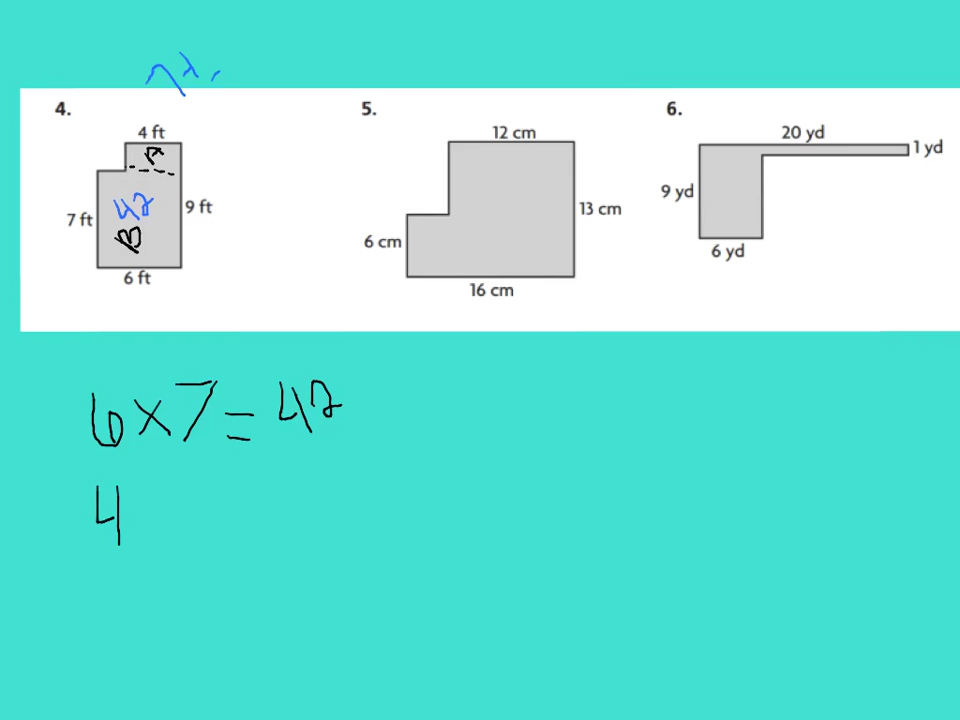 4. 5. 6.
4 ft 12 cm 20 yd
1 yd
A
7 ft 42 9 ft 6 cm 13 cm 9 yd
B
6 ft 16 cm 6 yd
6×7=42
4